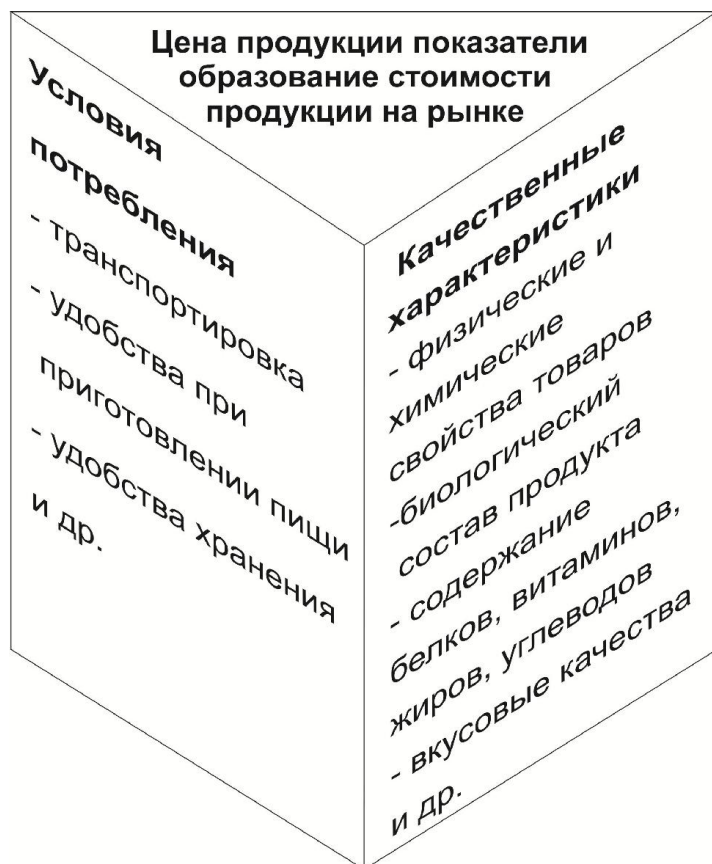 Цена продукции показатели
образование стоимости
продукции на рынке
Условия
потребления
- транспортировка
- удобства при
приготовлении пищи
- удобства хранения
и др.
Качественные
характеристики
- физические и
химические
свойства товаров
-биологический
состав продукта
- содержание
белков, витаминов,
жиров, углеводов
- вкусовые качества
и др.